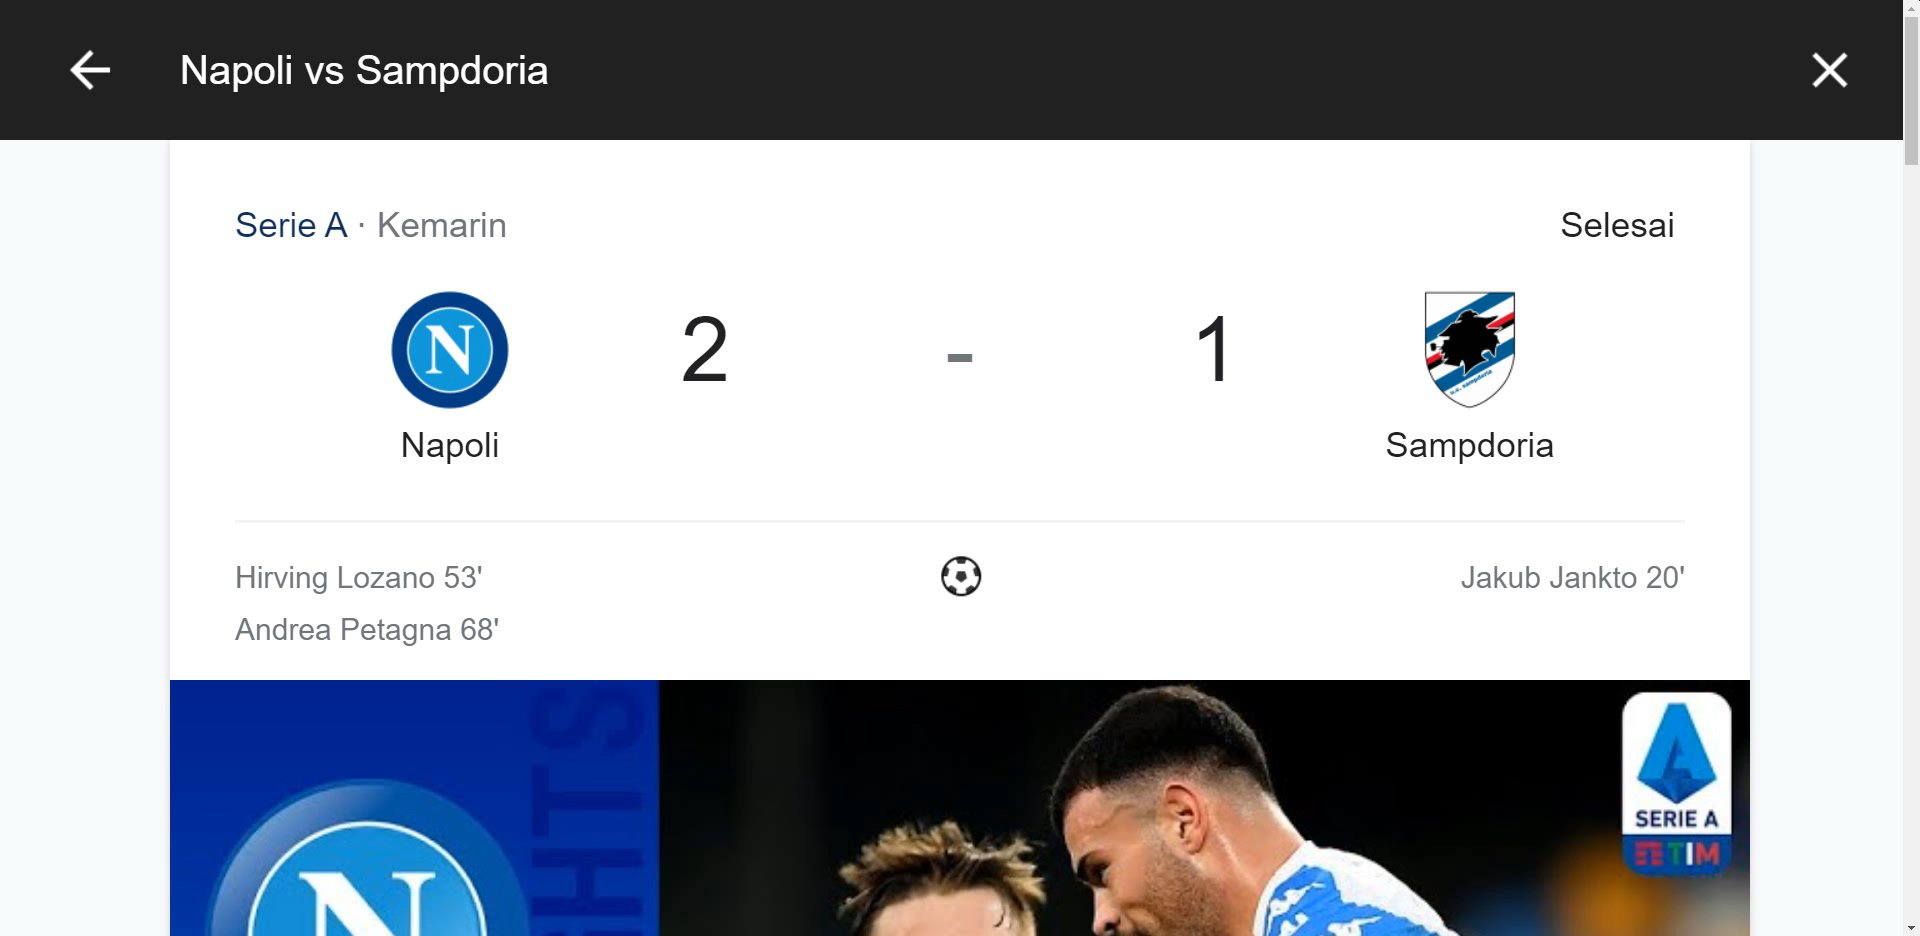 Napoli vs Sampdoria
Serie A · Kemarin
Selesai
N
2 - 1
u.c. sampdoria
Napoli
Sampdoria
Hirving Lozano 53'
Jakub Jankto 20'
Andrea Petagna 68'
SERIE A
TIM
N